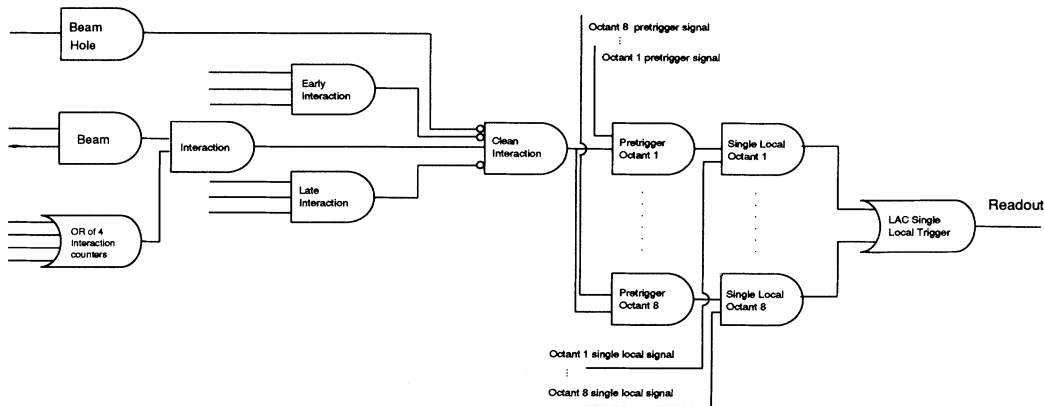 Beam
Hole
Octant 8 pretrigger signal
Octant 1 pretrigger signal
Early
Interaction
Beam
Interaction
Clean
Interaction
Pretrigger
Octant 1
Single Local
Octant 1
Late
Interaction
OR of 4
Interaction
counters
LAC Single
Local Trigger
Readout
Pretrigger
Octant 8
Single Local
Octant 8
Octant 1 single local signal
Octant 8 single local signal